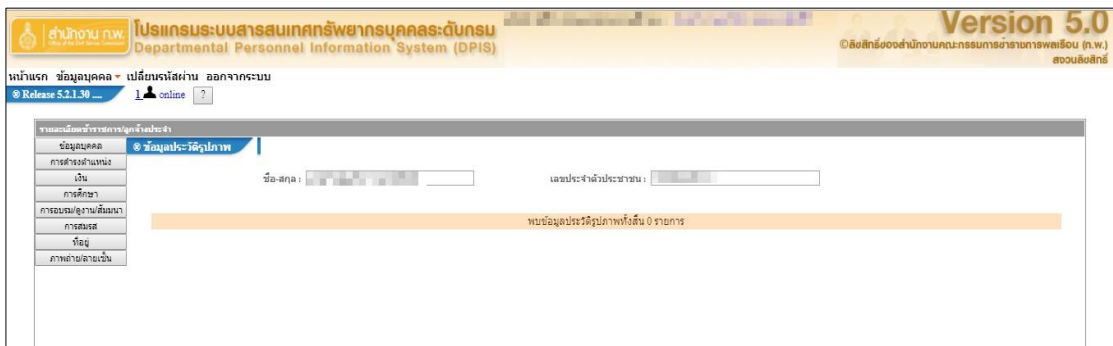 สำนักงาน ก.พ.
โปรแกรมระบบสารสนเทศทรัพยากรบุคคลระดับกรม
Departmental Personnel Information System (DPIS)
Version 5.0
©ลิขสิทธิ์ของสำนักงานคณะกรรมการข้าราชการพลเรือน (ก.พ.)
สงวนลิขสิทธิ์
หน้าแรก ข้อมูลบุคคล เปลี่ยนรหัสผ่าน ออกจากระบบ
® Release 5.2.1.30 .... 1 online ?
รายละเอียดข้าราชการ/ลูกจ้างประจำ
ข้อมูลบุคคล
® ข้อมูลประวัติรูปภาพ
การดำรงตำแหน่ง
เงิน
ชื่อ-สกุล : เลขประจำตัวประชาชน :
การศึกษา
การอบรม/ดูงาน/สัมมนา
พบข้อมูลประวัติรูปภาพทั้งสิ้น 0 รายการ
การสมรส
ที่อยู่
ภาพถ่าย/ลายเซ็น